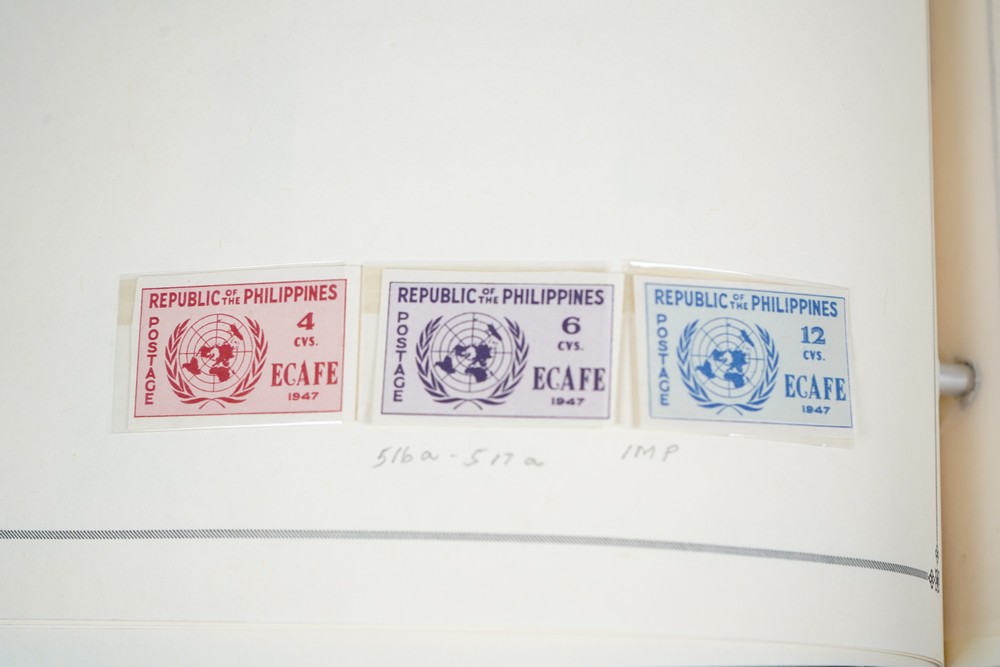 REPUBLIC OF THE PHILIPPINES
POSTAGE
4
CVS.
ECAFE
1947
REPUBLIC OF THE PHILIPPINES
POSTAGE
6
CVS.
ECAFE
1947
REPUBLIC OF THE PHILIPPINES
POSTAGE
12
CVS.
ECAFE
1947
516a - 517a IMP